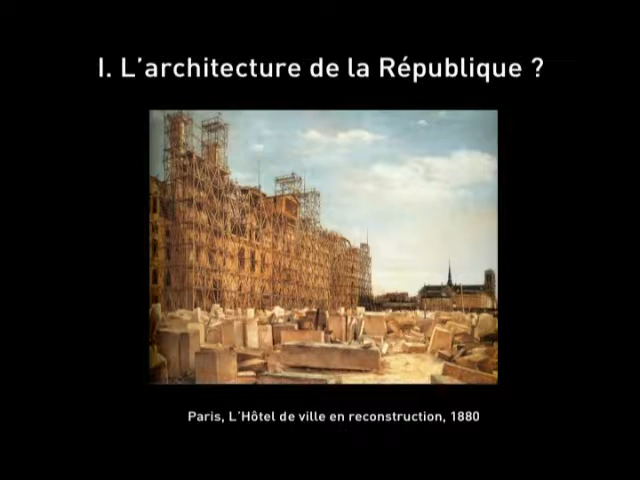 I. L'architecture de la République ?
Paris, L'Hôtel de ville en reconstruction, 1880